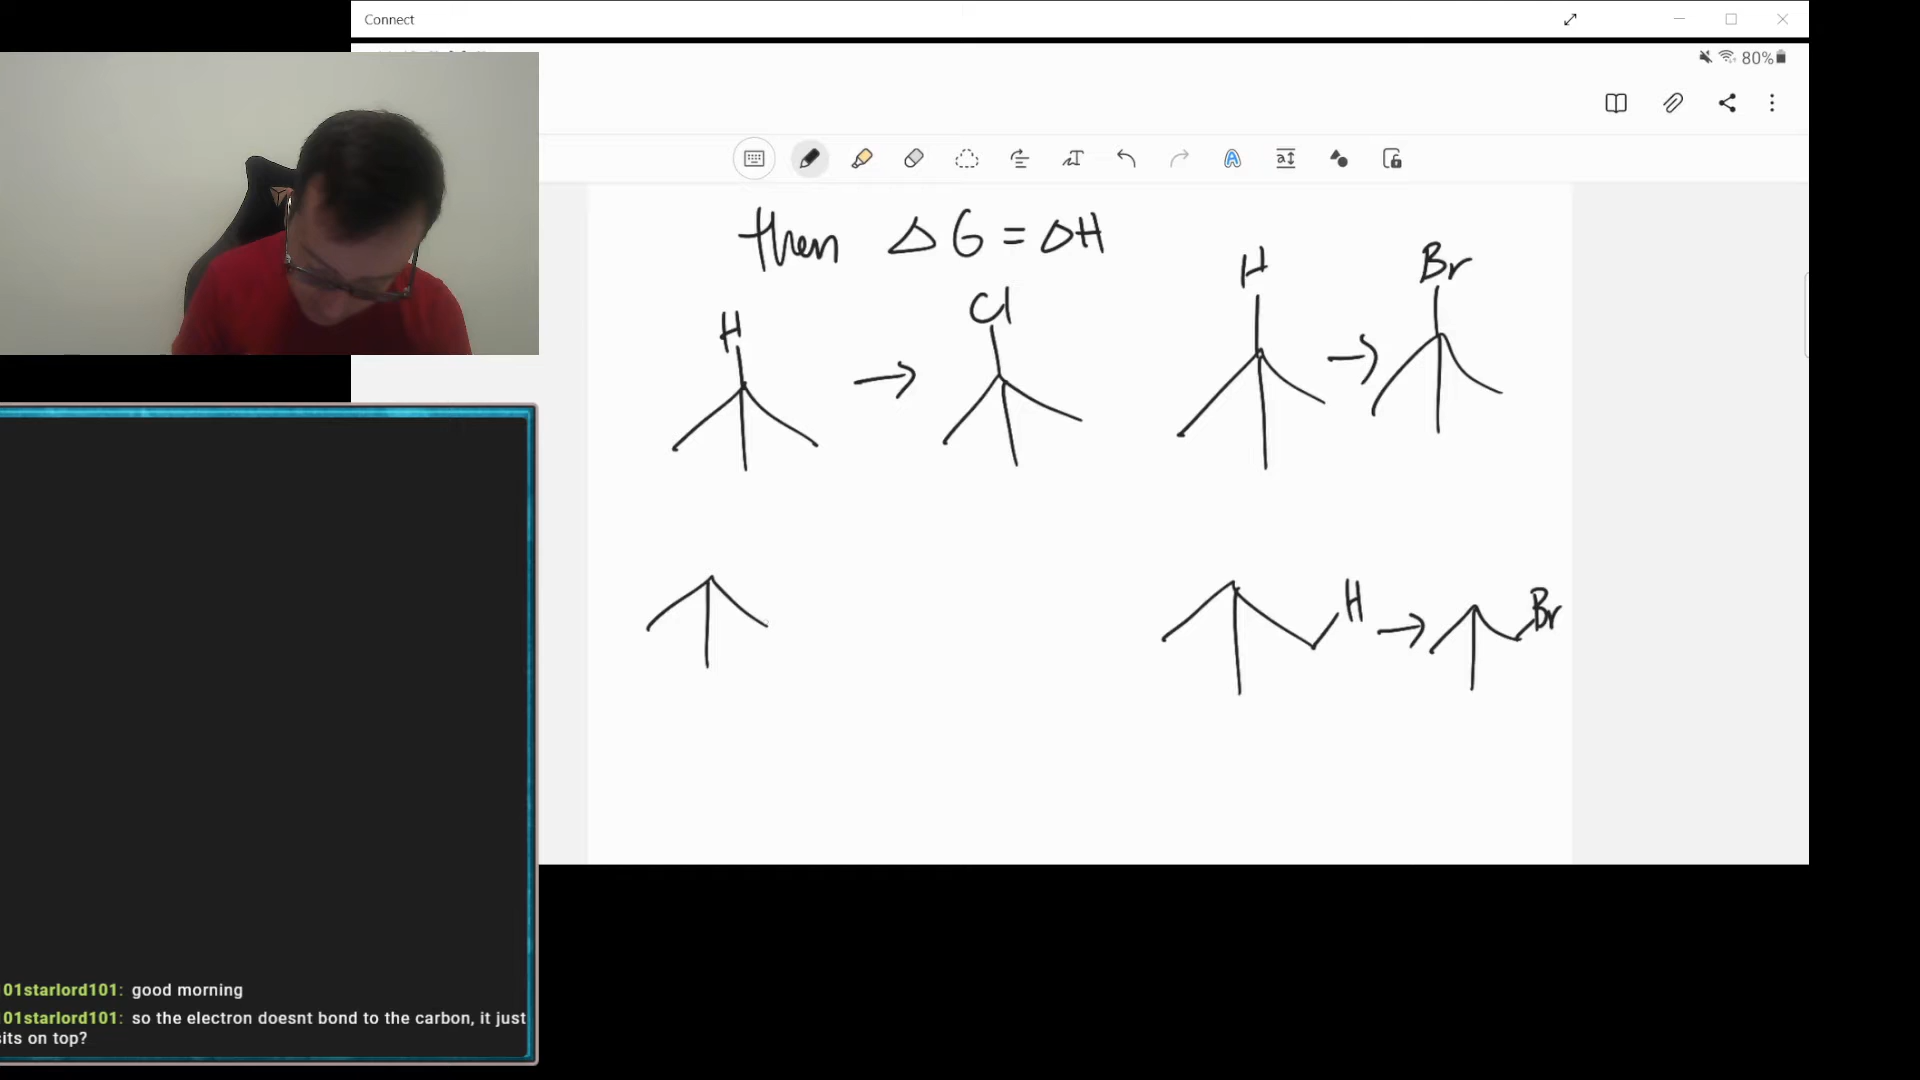 Connect
80%
then ΔG = ΔH
H
Cl
H
Br
H
Br
01starlord101: good morning
01starlord101: so the electron doesnt bond to the carbon, it just
sits on top?